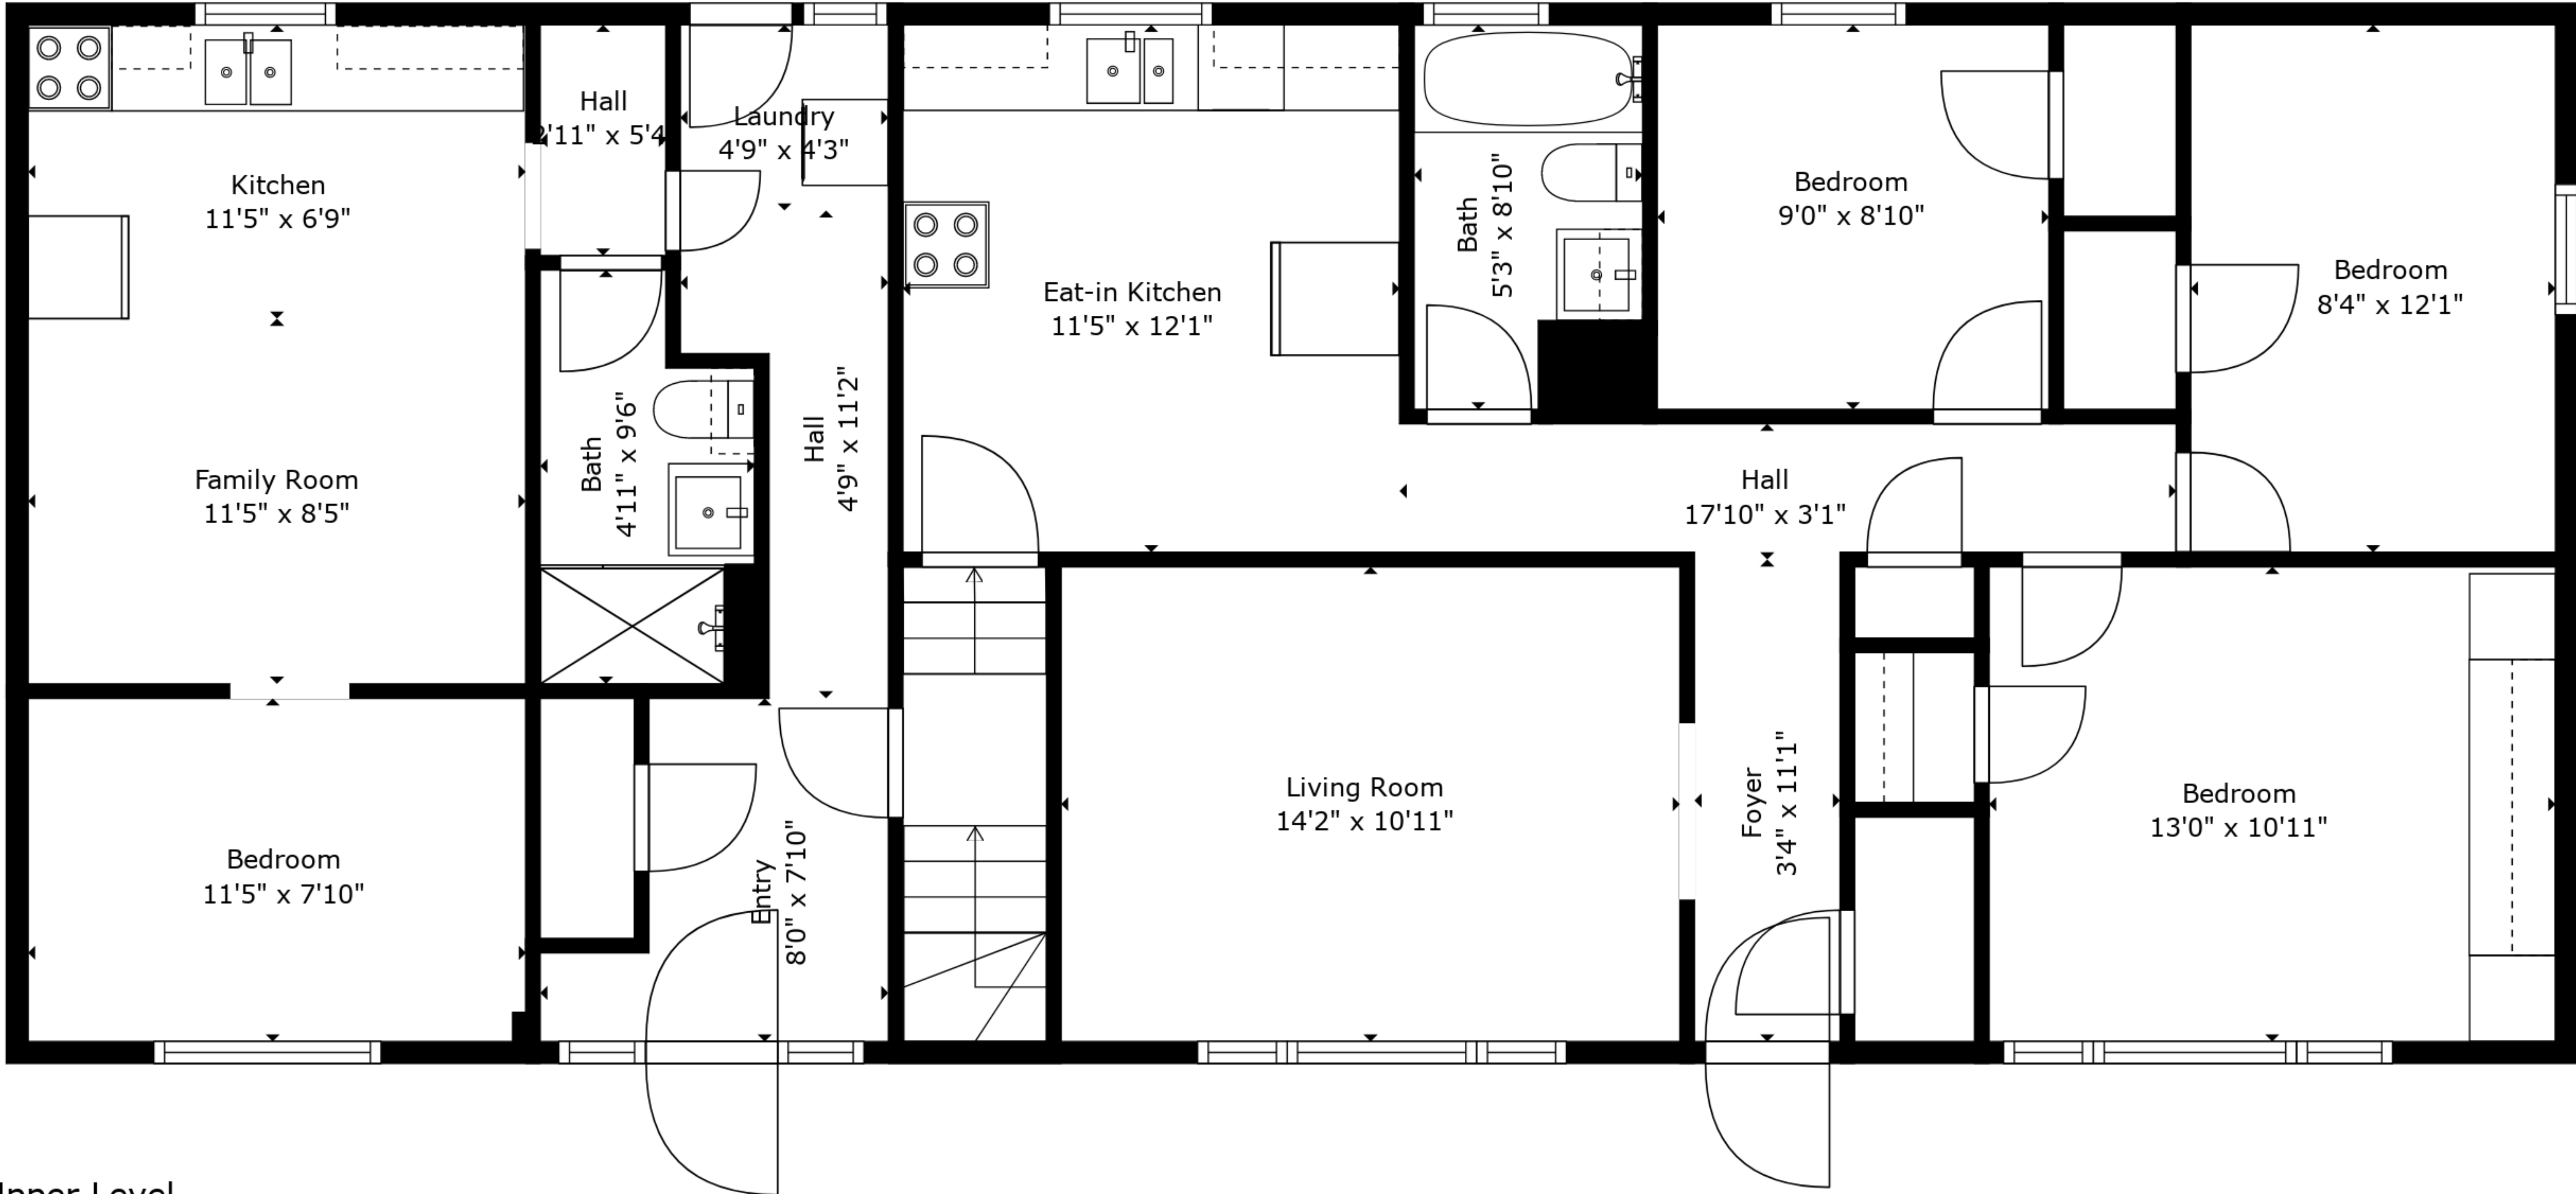 Hall
2'11" x 5'4
Laundry
4'9" x 4'3"
Kitchen
11'5" x 6'9"
Bath
5'3" x 8'10"
Bedroom
9'0" x 8'10"
Bedroom
8'4" x 12'1"
Eat-in Kitchen
11'5" x 12'1"
Hall
4'9" x 11'2"
Bath
4'11" x 9'6"
Family Room
11'5" x 8'5"
Hall
17'10" x 3'1"
Living Room
14'2" x 10'11"
Foyer
3'4" x 11'1"
Bedroom
13'0" x 10'11"
Bedroom
11'5" x 7'10"
Entry
8'0" x 7'10"
Upper Level